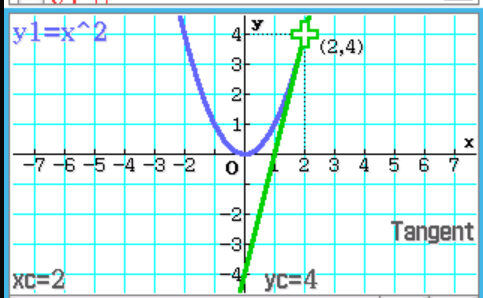 y1=x^2
y
4
(2,4)
3
2
1
x
-7 -6 -5 -4 -3 -2 O 1 2 3 4 5 6 7
-2
Tangent
-3
-4
xc=2 yc=4